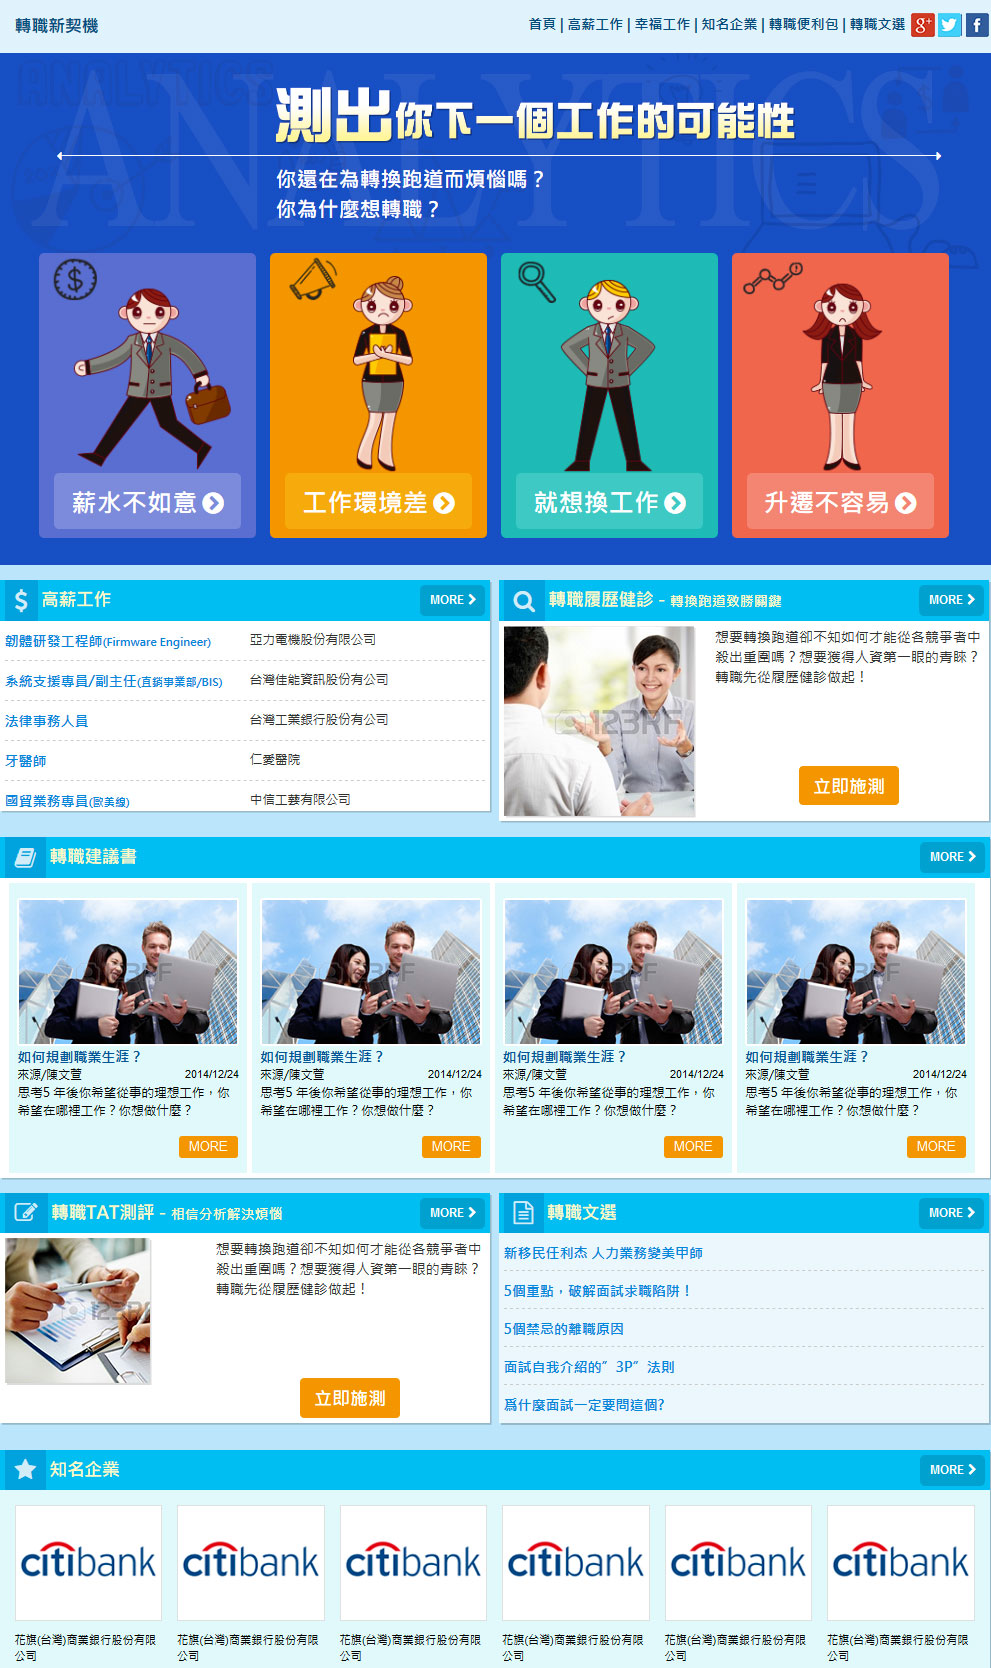 轉職新契機
首頁 | 高薪工作 | 幸福工作 | 知名企業 | 轉職便利包 | 轉職文選
ANALYTICS
測出你下一個工作的可能性
你還在為轉換跑道而煩惱嗎？
你為什麼想轉職？
薪水不如意
工作環境差
就想換工作
升遷不容易
高薪工作 MORE
韌體研發工程師(Firmware Engineer) 亞力電機股份有限公司
系統支援專員/副主任(直銷事業部/BIS) 台灣佳能資訊股份有公司
法律事務人員 台灣工業銀行股份有公司
牙醫師 仁愛醫院
國貿業務專員(歐美線) 中信工藝有限公司
轉職履歷健診 - 轉換跑道致勝關鍵 MORE
123RF
想要轉換跑道卻不知如何才能從各競爭者中
殺出重圍嗎？想要獲得人資第一眼的青睞？
轉職先從履歷健診做起！
立即施測
轉職建議書 MORE
如何規劃職業生涯？
來源/陳文萱 2014/12/24
思考5 年後你希望從事的理想工作，你
希望在哪裡工作？你想做什麼？
MORE
如何規劃職業生涯？
來源/陳文萱 2014/12/24
思考5 年後你希望從事的理想工作，你
希望在哪裡工作？你想做什麼？
MORE
如何規劃職業生涯？
來源/陳文萱 2014/12/24
思考5 年後你希望從事的理想工作，你
希望在哪裡工作？你想做什麼？
MORE
如何規劃職業生涯？
來源/陳文萱 2014/12/24
思考5 年後你希望從事的理想工作，你
希望在哪裡工作？你想做什麼？
MORE
轉職TAT測評 - 相信分析解決煩惱 MORE
想要轉換跑道卻不知如何才能從各競爭者中
殺出重圍嗎？想要獲得人資第一眼的青睞？
轉職先從履歷健診做起！
立即施測
轉職文選 MORE
新移民任利杰 人力業務變美甲師
5個重點，破解面試求職陷阱！
5個禁忌的離職原因
面試自我介紹的〞3P〞法則
為什麼面試一定要問這個?
知名企業 MORE
citibank
花旗(台灣)商業銀行股份有限
公司
citibank
花旗(台灣)商業銀行股份有限
公司
citibank
花旗(台灣)商業銀行股份有限
公司
citibank
花旗(台灣)商業銀行股份有限
公司
citibank
花旗(台灣)商業銀行股份有限
公司
citibank
花旗(台灣)商業銀行股份有限
公司